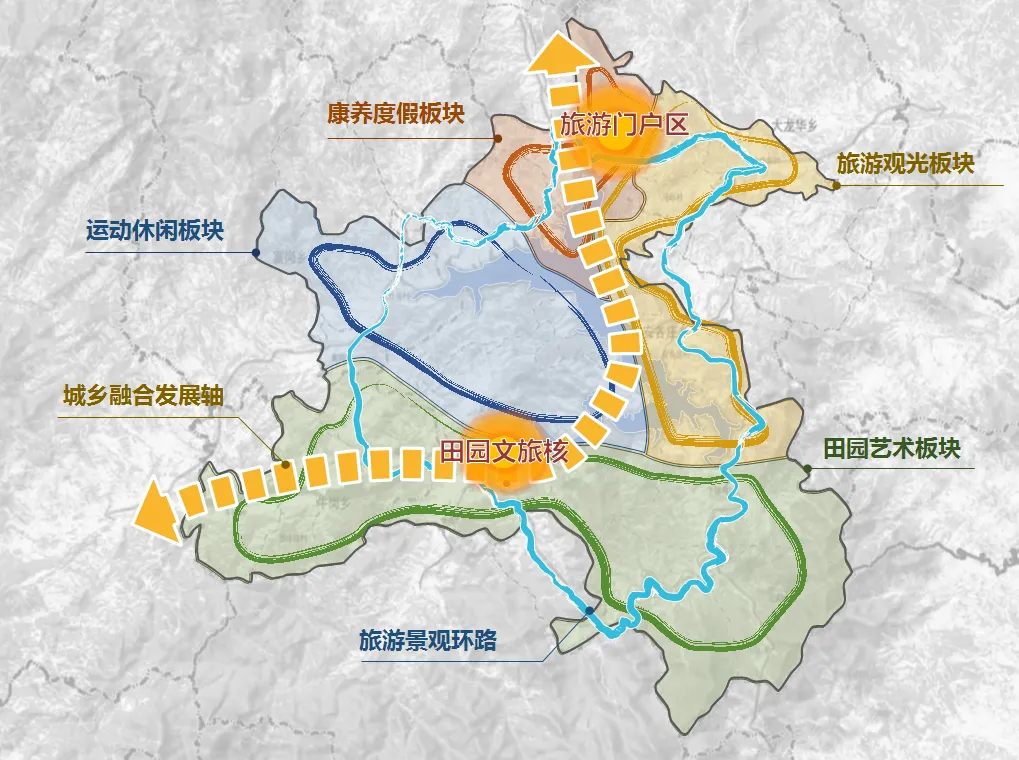 康养度假板块
旅游门户区
大龙华乡
旅游观光板块
运动休闲板块
城乡融合发展轴
田园文旅核
田园艺术板块
旅游景观环路